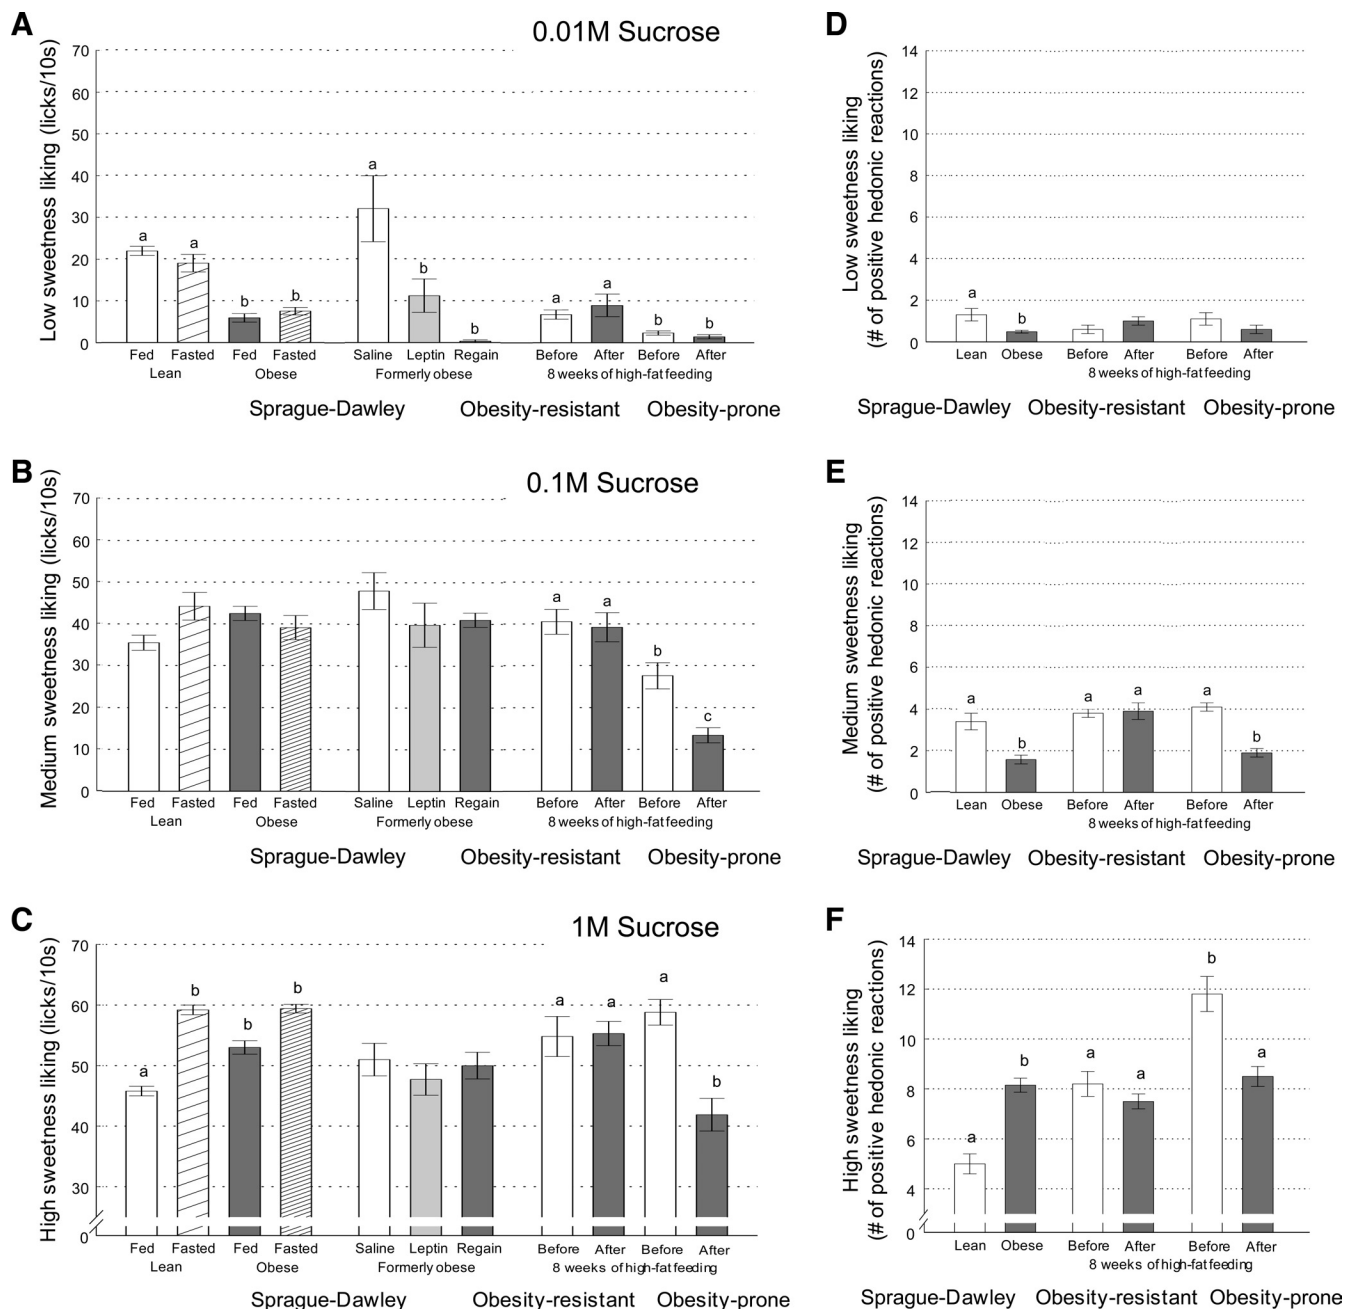 A
0.01M Sucrose
Low sweetness liking (licks/10s)
70
60
50
40
30
20
10
0
a
a
b
b
a
b
b
a
a
b
b
Fed Fasted Fed Fasted Saline Leptin Regain Before After Before After
Lean Obese Formerly obese 8 weeks of high-fat feeding
Sprague-Dawley Obesity-resistant Obesity-prone
D
Low sweetness liking
(# of positive hedonic reactions)
14
12
10
8
6
4
2
0
a
b
Lean Obese Before After Before After
8 weeks of high-fat feeding
Sprague-Dawley Obesity-resistant Obesity-prone
B
0.1M Sucrose
Medium sweetness liking (licks/10s)
70
60
50
40
30
20
10
0
a
a
b
c
Fed Fasted Fed Fasted Saline Leptin Regain Before After Before After
Lean Obese Formerly obese 8 weeks of high-fat feeding
Sprague-Dawley Obesity-resistant Obesity-prone
E
Medium sweetness liking
(# of positive hedonic reactions)
14
12
10
8
6
4
2
0
a
b
a
a
a
b
Lean Obese Before After Before After
8 weeks of high-fat feeding
Sprague-Dawley Obesity-resistant Obesity-prone
C
1M Sucrose
High sweetness liking (licks/10s)
70
60
50
40
30
0
a
b
b
b
a
a
a
b
Fed Fasted Fed Fasted Saline Leptin Regain Before After Before After
Lean Obese Formerly obese 8 weeks of high-fat feeding
Sprague-Dawley Obesity-resistant Obesity-prone
F
High sweetness liking
(# of positive hedonic reactions)
14
12
10
8
6
4
0
a
b
a
a
b
a
Lean Obese Before After Before After
8 weeks of high-fat feeding
Sprague-Dawley Obesity-resistant Obesity-prone